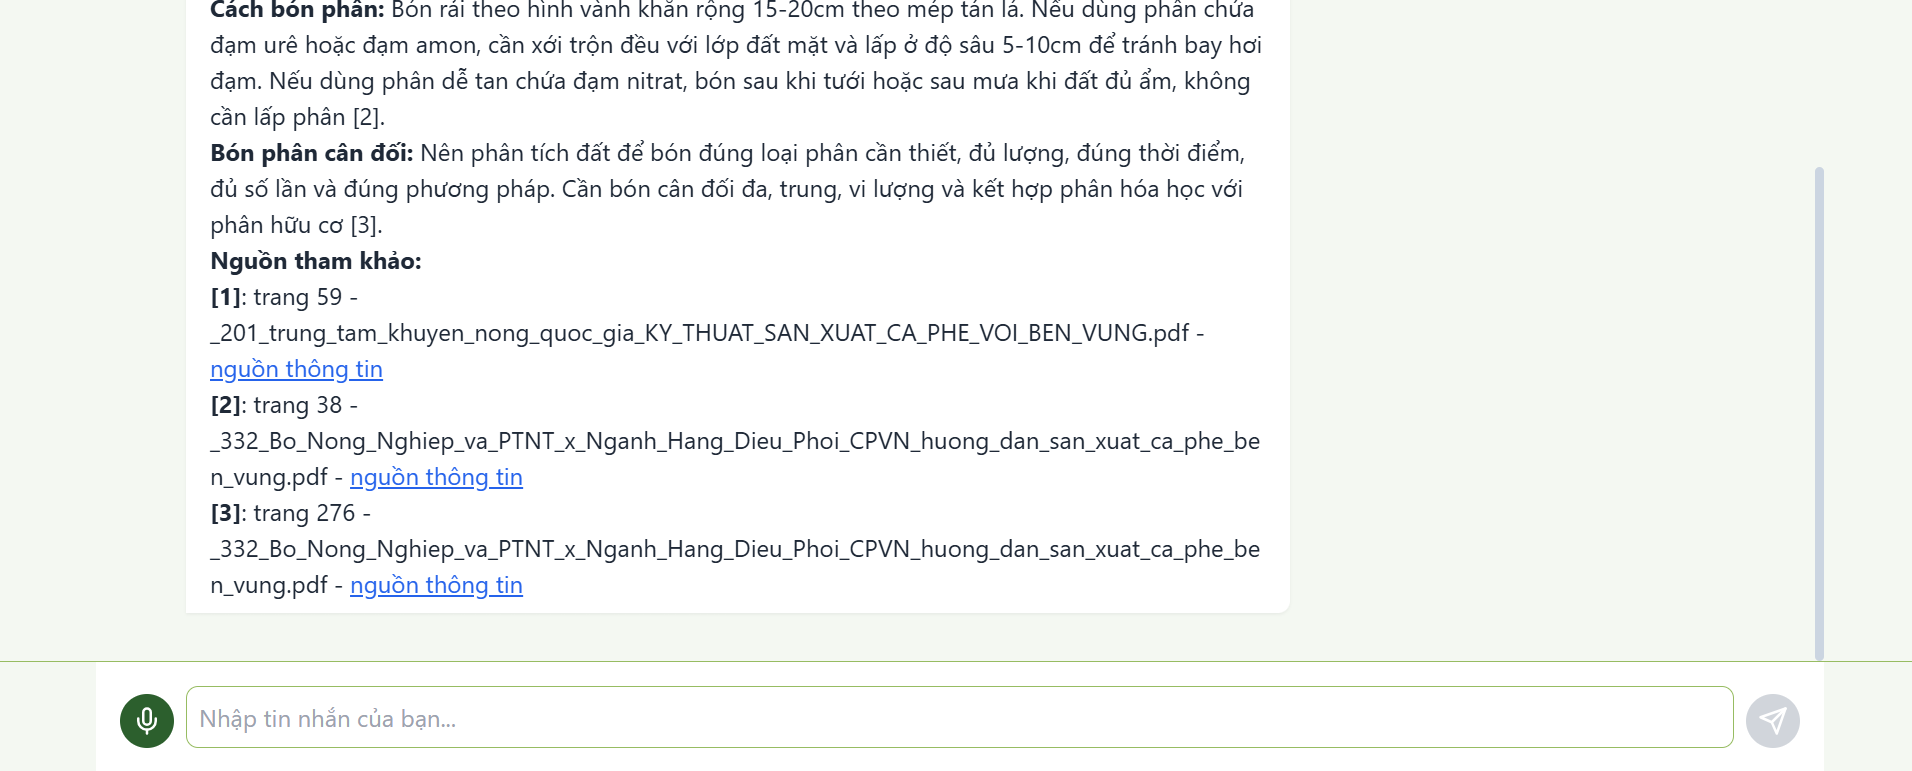 Cách bón phân: Bón rải theo hình vành khăn rộng 15-20cm theo mép tán lá. Nếu dùng phân chứa
đạm urê hoặc đạm amon, cần xới trộn đều với lớp đất mặt và lấp ở độ sâu 5-10cm để tránh bay hơi
đạm. Nếu dùng phân dễ tan chứa đạm nitrat, bón sau khi tưới hoặc sau mưa khi đất đủ ẩm, không
cần lấp phân [2].
Bón phân cân đối: Nên phân tích đất để bón đúng loại phân cần thiết, đủ lượng, đúng thời điểm,
đủ số lần và đúng phương pháp. Cần bón cân đối đa, trung, vi lượng và kết hợp phân hóa học với
phân hữu cơ [3].
Nguồn tham khảo:
[1]: trang 59 -
_201_trung_tam_khuyen_nong_quoc_gia_KY_THUAT_SAN_XUAT_CA_PHE_VOI_BEN_VUNG.pdf -
nguồn thông tin
[2]: trang 38 -
_332_Bo_Nong_Nghiep_va_PTNT_x_Nganh_Hang_Dieu_Phoi_CPVN_huong_dan_san_xuat_ca_phe_be
n_vung.pdf - nguồn thông tin
[3]: trang 276 -
_332_Bo_Nong_Nghiep_va_PTNT_x_Nganh_Hang_Dieu_Phoi_CPVN_huong_dan_san_xuat_ca_phe_be
n_vung.pdf - nguồn thông tin
Nhập tin nhắn của bạn...